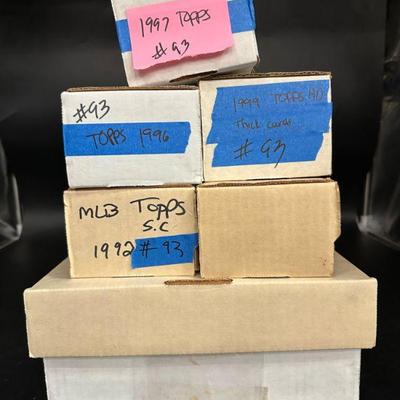 1997 TOPPS
#93
#93
TOPPS 1996
1999 TOPPS HD
Thick cards
#93
MLB TOPPS
S.C
1992 #93